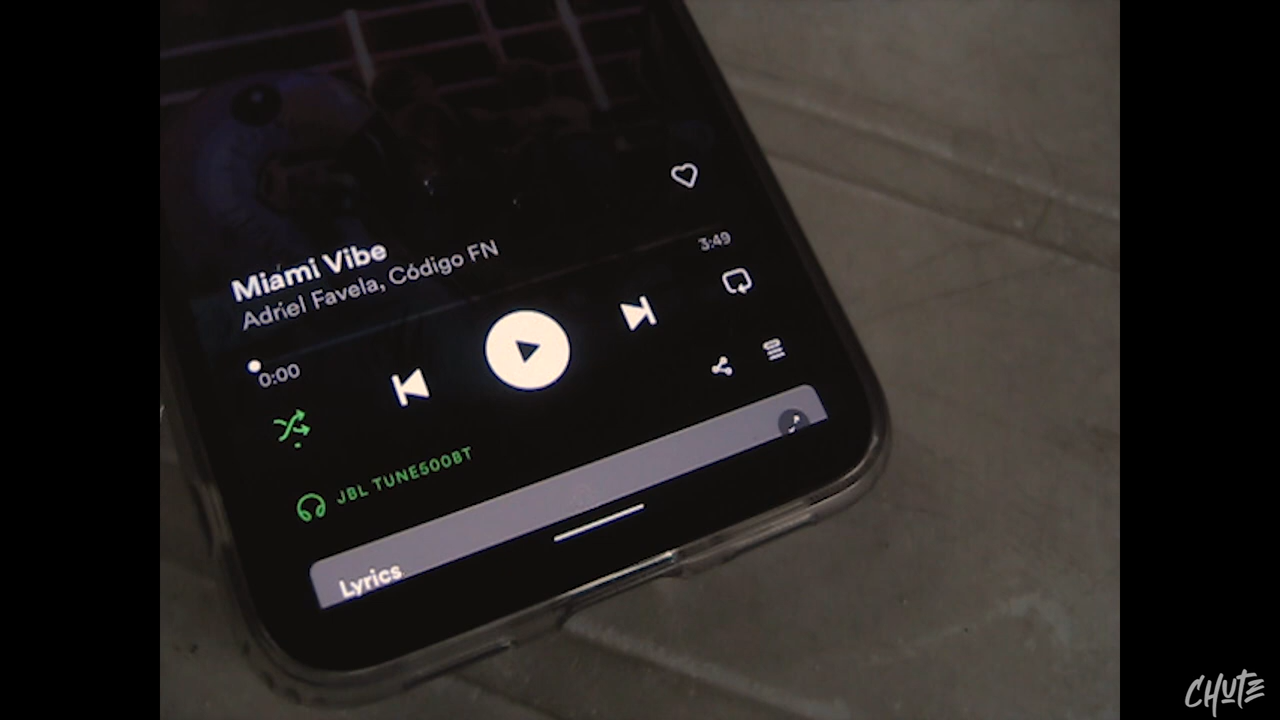 Miami Vibe
Adriel Favela, Código FN
0:00
3:49
JBL TUNE500BT
Lyrics
CHUTE